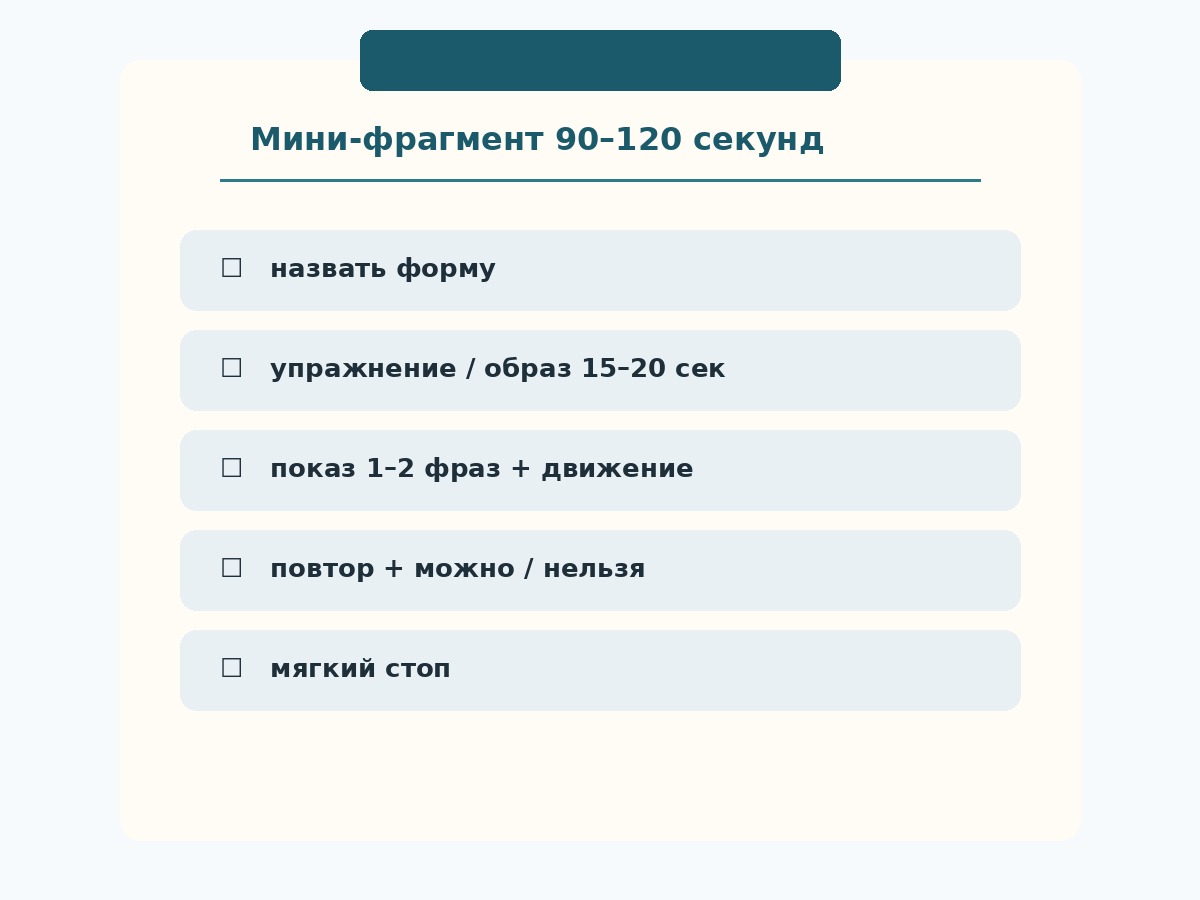 Мини-фрагмент 90–120 секунд
☐ назвать форму
☐ упражнение / образ 15–20 сек
☐ показ 1–2 фраз + движение
☐ повтор + можно / нельзя
☐ мягкий стоп